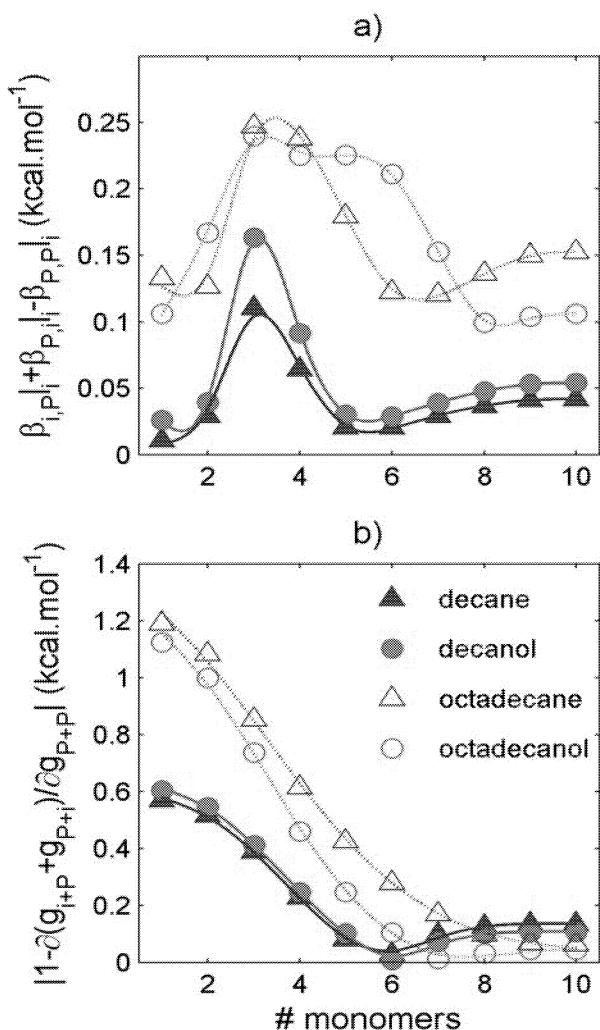 a)
β_{i,P}|_i+β_{P,i}|_i-β_{P,P}|_i (kcal.mol⁻¹)
0.25
0.2
0.15
0.1
0.05
0
2 4 6 8 10
b)
|1-∂(g_{i+P}+g_{P+i})/∂g_{P+P}| (kcal.mol⁻¹)
1.4
1.2
1
0.8
0.6
0.4
0.2
0
decane
decanol
octadecane
octadecanol
2 4 6 8 10
# monomers